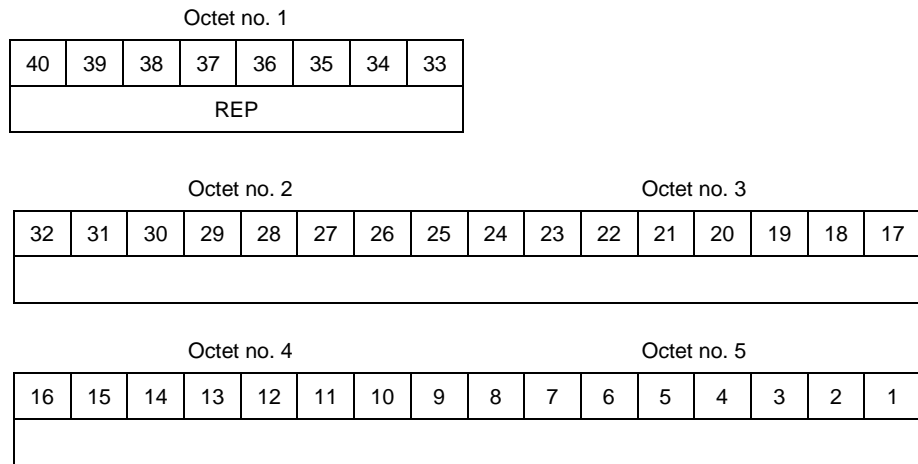 Octet no. 1
40 39 38 37 36 35 34 33
REP
Octet no. 2 Octet no. 3
32 31 30 29 28 27 26 25 24 23 22 21 20 19 18 17
Octet no. 4 Octet no. 5
16 15 14 13 12 11 10 9 8 7 6 5 4 3 2 1